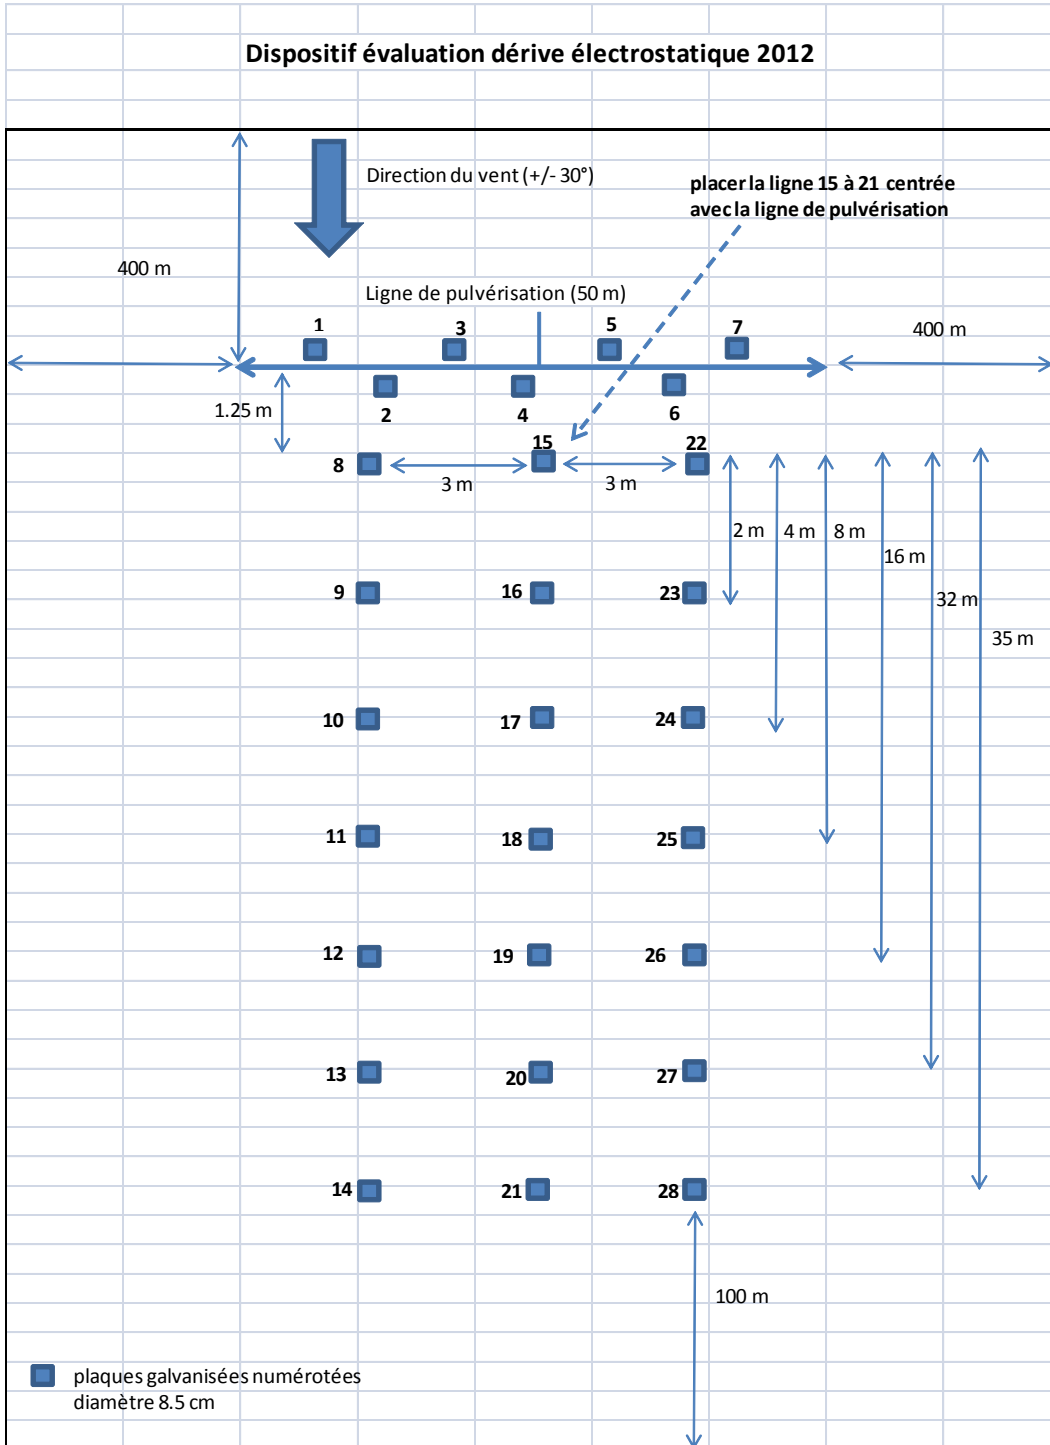 Dispositif évaluation dérive électrostatique 2012
Direction du vent (+/- 30°)
placer la ligne 15 à 21 centrée
avec la ligne de pulvérisation
400 m
Ligne de pulvérisation (50 m)
1
3
5
7
400 m
1.25 m
2
4
6
8
15
22
3 m
3 m
2 m
4 m
8 m
16 m
32 m
35 m
9
16
23
10
17
24
11
18
25
12
19
26
13
20
27
14
21
28
100 m
plaques galvanisées numérotées
diamètre 8.5 cm